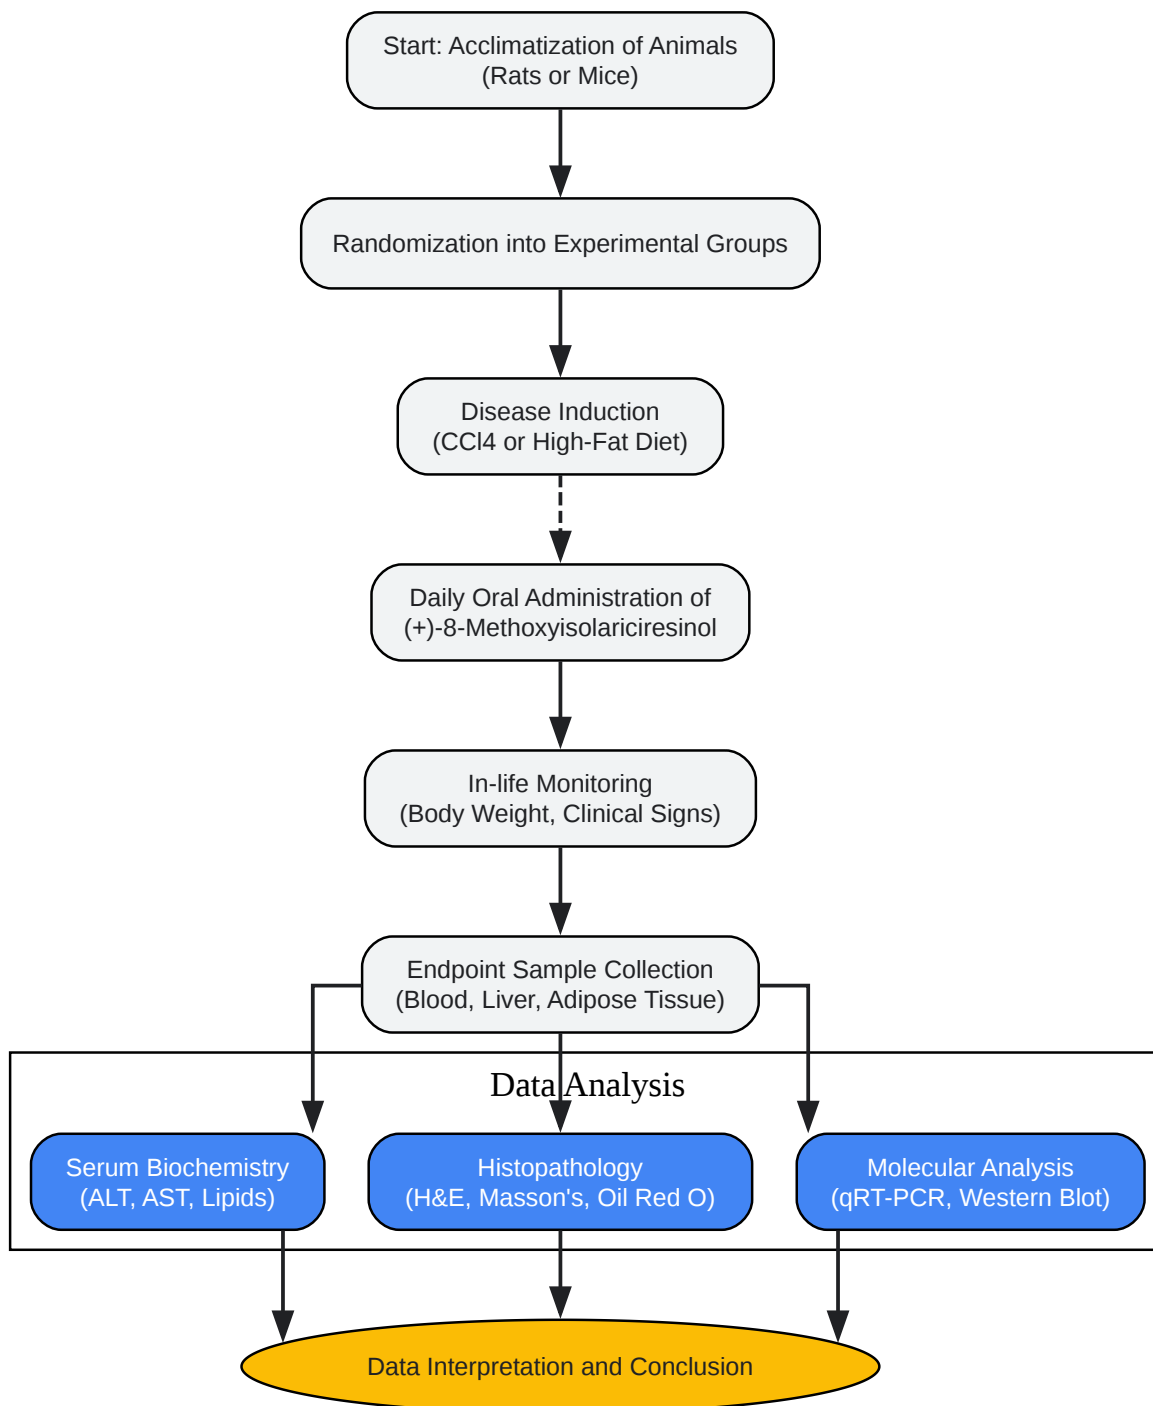 Start: Acclimatization of Animals
(Rats or Mice)
Randomization into Experimental Groups
Disease Induction
(CCl4 or High-Fat Diet)
Daily Oral Administration of
(+)-8-Methoxyisolariciresinol
In-life Monitoring
(Body Weight, Clinical Signs)
Endpoint Sample Collection
(Blood, Liver, Adipose Tissue)
Data Analysis
Serum Biochemistry
(ALT, AST, Lipids)
Histopathology
(H&E, Masson's, Oil Red O)
Molecular Analysis
(qRT-PCR, Western Blot)
Data Interpretation and Conclusion